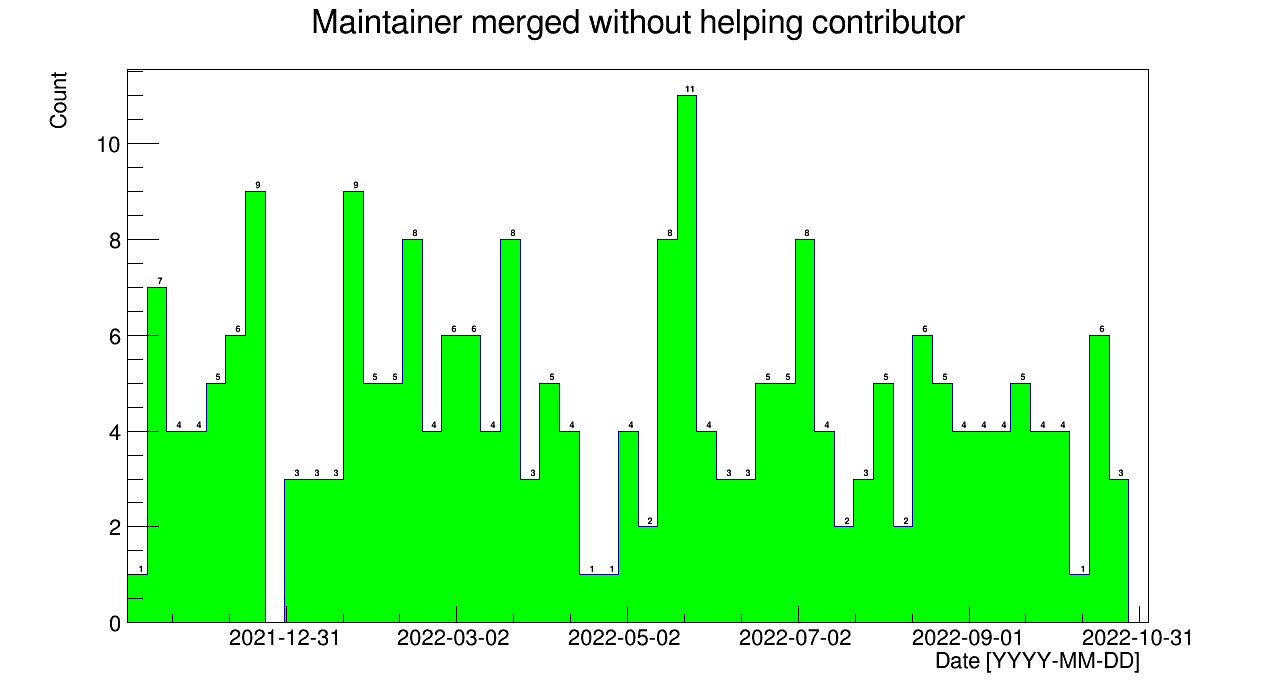 Maintainer merged without helping contributor
Count
10
8
6
4
2
0
1 7 4 4 5 6 9 3 3 3 9 5 5 8 4 6 6 4 8 3 5 4 1 1 4 2 8 11 4 3 3 5 5 8 4 2 3 5 2 6 5 4 4 4 5 4 4 1 6 3
2021-12-31 2022-03-02 2022-05-02 2022-07-02 2022-09-01 2022-10-31
Date [YYYY-MM-DD]